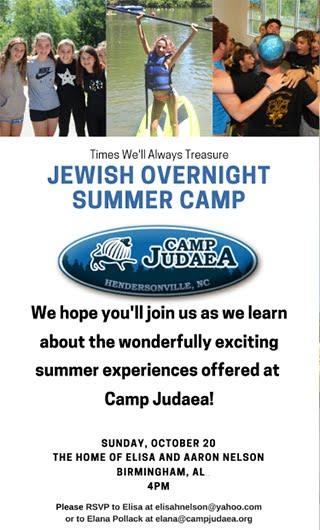 Times We'll Always Treasure
JEWISH OVERNIGHT
SUMMER CAMP
CAMP
JUDAEA
HENDERSONVILLE, NC
We hope you'll join us as we learn
about the wonderfully exciting
summer experiences offered at
Camp Judaea!
SUNDAY, OCTOBER 20
THE HOME OF ELISA AND AARON NELSON
BIRMINGHAM, AL
4PM
Please RSVP to Elisa at elisahnelson@yahoo.com
or to Elana Pollack at elana@campjudaea.org